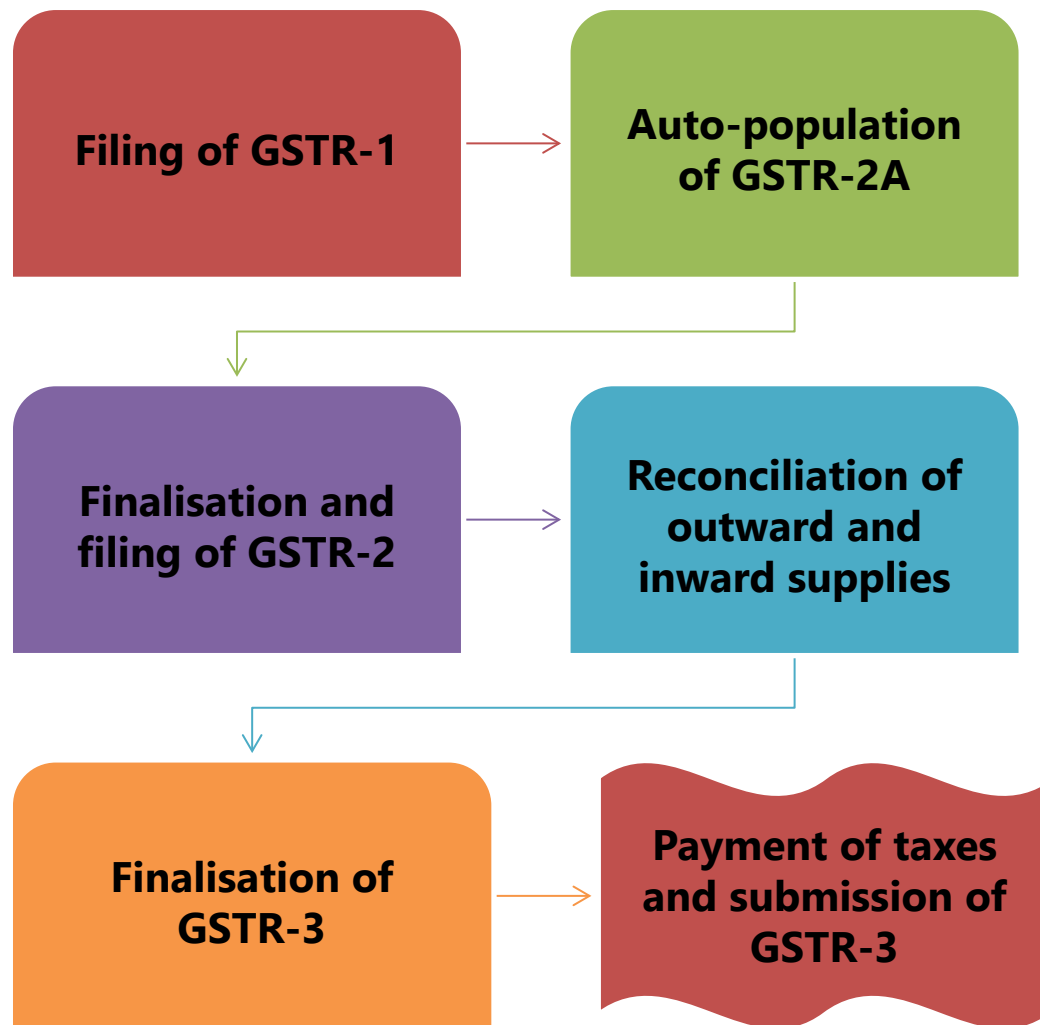 Filing of GSTR-1
Auto-population
of GSTR-2A
Finalisation and
filing of GSTR-2
Reconciliation of
outward and
inward supplies
Finalisation of
GSTR-3
Payment of taxes
and submission of
GSTR-3